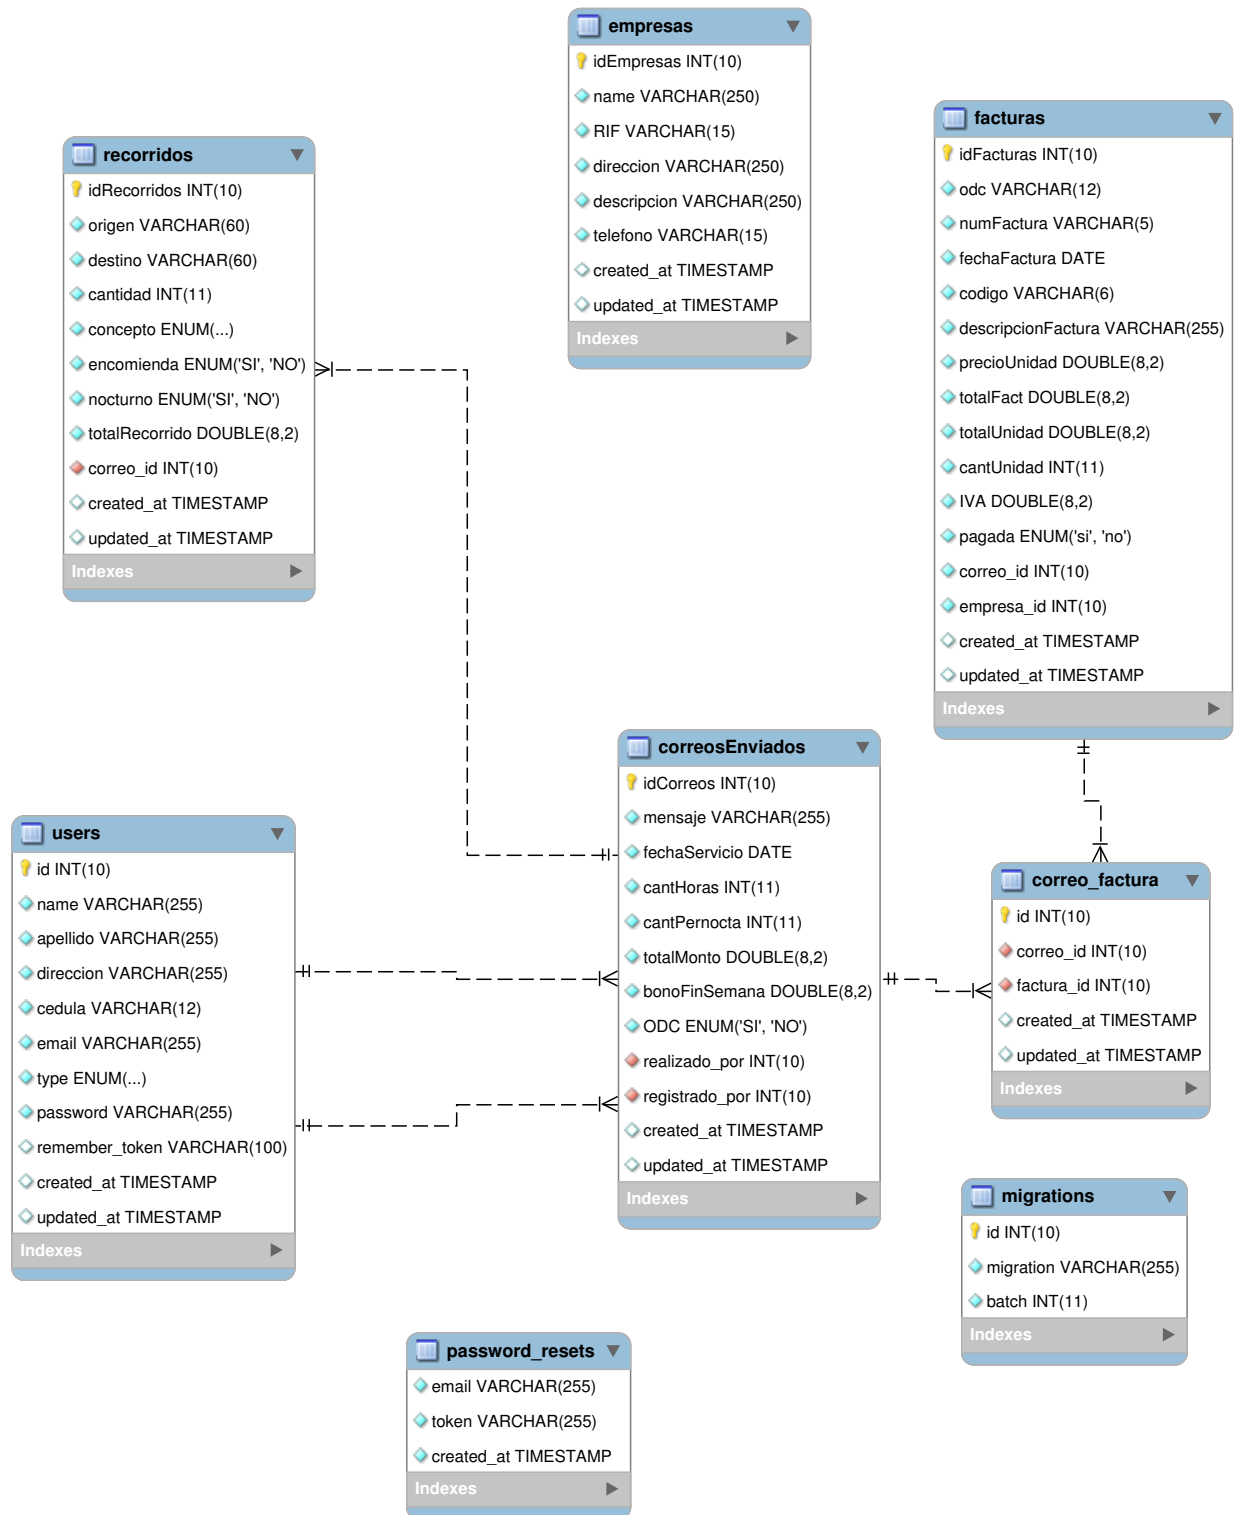 empresas
idEmpresas INT(10)
name VARCHAR(250)
RIF VARCHAR(15)
direccion VARCHAR(250)
descripcion VARCHAR(250)
telefono VARCHAR(15)
created_at TIMESTAMP
updated_at TIMESTAMP
Indexes
facturas
idFacturas INT(10)
odc VARCHAR(12)
numFactura VARCHAR(5)
fechaFactura DATE
codigo VARCHAR(6)
descripcionFactura VARCHAR(255)
precioUnidad DOUBLE(8,2)
totalFact DOUBLE(8,2)
totalUnidad DOUBLE(8,2)
cantUnidad INT(11)
IVA DOUBLE(8,2)
pagada ENUM('si', 'no')
correo_id INT(10)
empresa_id INT(10)
created_at TIMESTAMP
updated_at TIMESTAMP
Indexes
recorridos
idRecorridos INT(10)
origen VARCHAR(60)
destino VARCHAR(60)
cantidad INT(11)
concepto ENUM(...)
encomienda ENUM('SI', 'NO')
nocturno ENUM('SI', 'NO')
totalRecorrido DOUBLE(8,2)
correo_id INT(10)
created_at TIMESTAMP
updated_at TIMESTAMP
Indexes
correosEnviados
idCorreos INT(10)
mensaje VARCHAR(255)
fechaServicio DATE
cantHoras INT(11)
cantPernocta INT(11)
totalMonto DOUBLE(8,2)
bonoFinSemana DOUBLE(8,2)
ODC ENUM('SI', 'NO')
realizado_por INT(10)
registrado_por INT(10)
created_at TIMESTAMP
updated_at TIMESTAMP
Indexes
users
id INT(10)
name VARCHAR(255)
apellido VARCHAR(255)
direccion VARCHAR(255)
cedula VARCHAR(12)
email VARCHAR(255)
type ENUM(...)
password VARCHAR(255)
remember_token VARCHAR(100)
created_at TIMESTAMP
updated_at TIMESTAMP
Indexes
correo_factura
id INT(10)
correo_id INT(10)
factura_id INT(10)
created_at TIMESTAMP
updated_at TIMESTAMP
Indexes
migrations
id INT(10)
migration VARCHAR(255)
batch INT(11)
Indexes
password_resets
email VARCHAR(255)
token VARCHAR(255)
created_at TIMESTAMP
Indexes